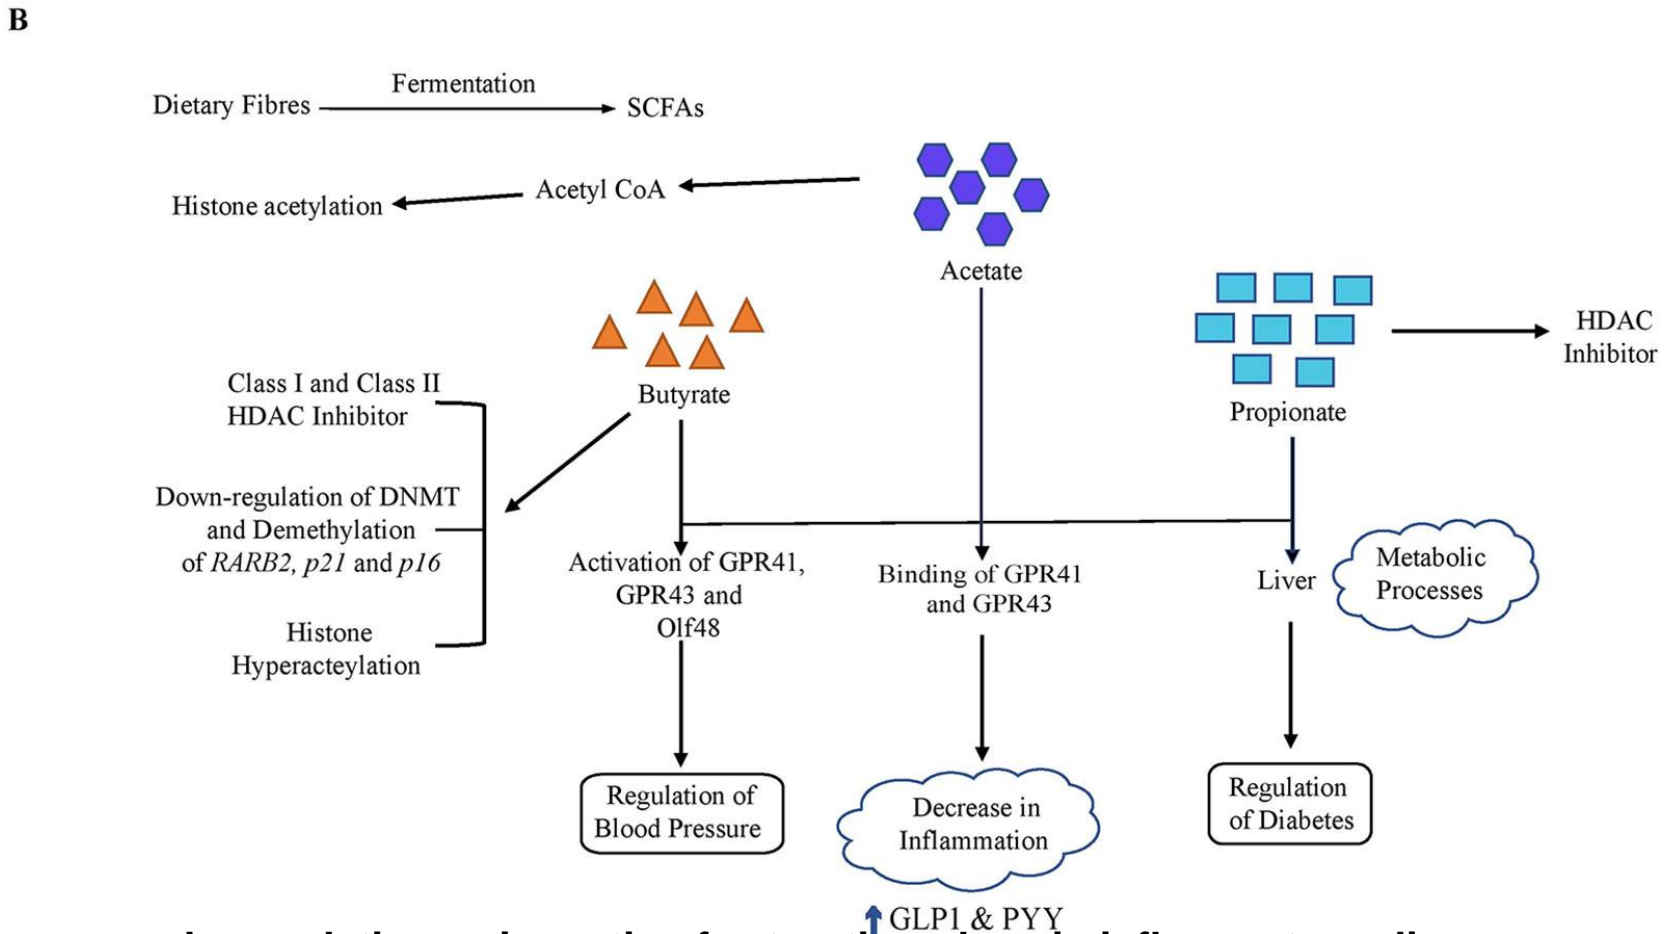 B
Fermentation
Dietary Fibres
SCFAs
Acetyl CoA
Histone acetylation
Acetate
Butyrate
Propionate
HDAC
Inhibitor
Class I and Class II
HDAC Inhibitor
Down-regulation of DNMT
and Demethylation
of RARB2, p21 and p16
Histone
Hyperacteylation
Activation of GPR41,
GPR43 and
Olf48
Binding of GPR41
and GPR43
Liver
Metabolic
Processes
Regulation of
Blood Pressure
Decrease in
Inflammation
Regulation
of Diabetes
GLP1 & PYY